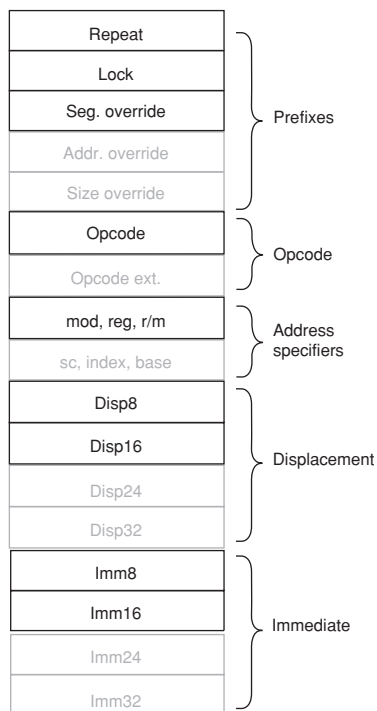 Repeat
Lock
Seg. override
Addr. override
Size override
Prefixes
Opcode
Opcode ext.
Opcode
mod, reg, r/m
sc, index, base
Address
specifiers
Disp8
Disp16
Disp24
Disp32
Displacement
Imm8
Imm16
Imm24
Imm32
Immediate